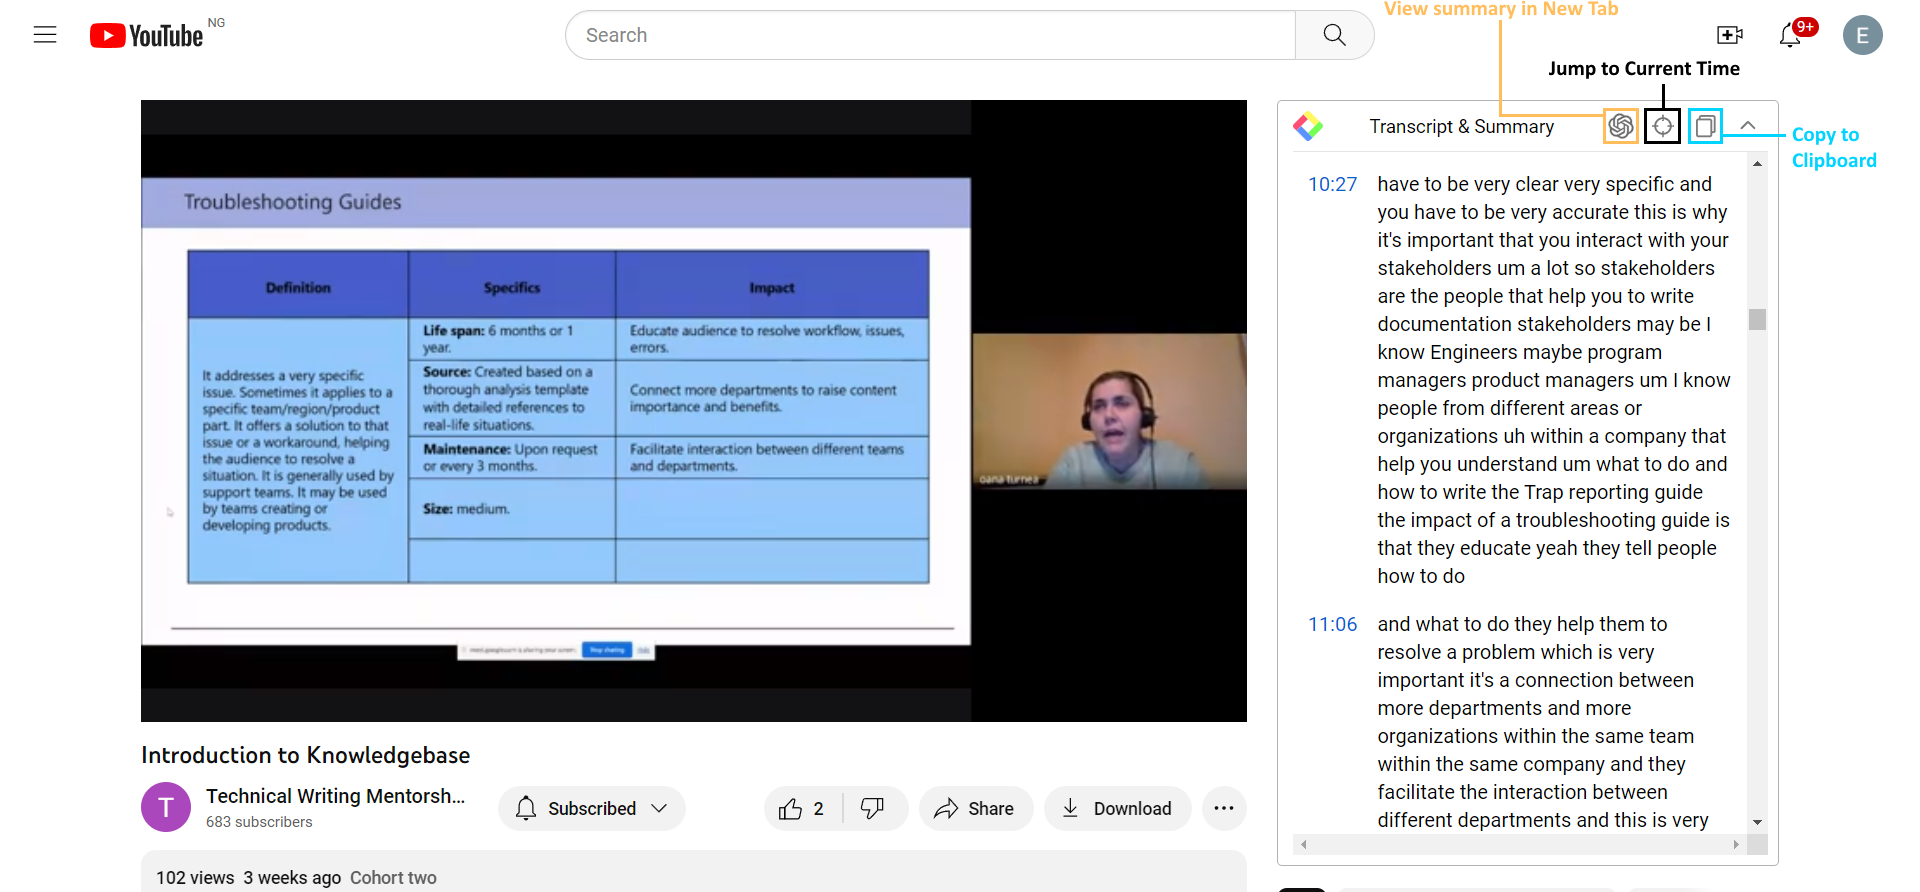 View summary in New Tab
YouTube NG
Search
9+
E
Jump to Current Time
Transcript & Summary
Copy to
Clipboard
Troubleshooting Guides
Definition
Specifics
Impact
It addresses a very specific
issue. Sometimes it applies to a
specific team/region/product
part. It offers a solution to that
issue or a workaround, helping
the audience to resolve a
situation. It is generally used by
support teams. It may be used
by teams creating or
developing products.
Life span: 6 months or 1
year.
Educate audience to resolve workflow, issues,
errors.
Source: Created based on a
thorough analysis template
with detailed references to
real-life situations.
Connect more departments to raise content
importance and benefits.
Maintenance: Upon request
or every 3 months.
Facilitate interaction between different teams
and departments.
Size: medium.
oana turnea
Stop sharing
Hide
10:27
have to be very clear very specific and
you have to be very accurate this is why
it's important that you interact with your
stakeholders um a lot so stakeholders
are the people that help you to write
documentation stakeholders may be I
know Engineers maybe program
managers product managers um I know
people from different areas or
organizations uh within a company that
help you understand um what to do and
how to write the Trap reporting guide
the impact of a troubleshooting guide is
that they educate yeah they tell people
how to do
11:06
and what to do they help them to
resolve a problem which is very
important it's a connection between
more departments and more
organizations within the same team
within the same company and they
facilitate the interaction between
different departments and this is very
Introduction to Knowledgebase
T
Technical Writing Mentorsh...
683 subscribers
Subscribed
2
Share
Download
102 views 3 weeks ago Cohort two